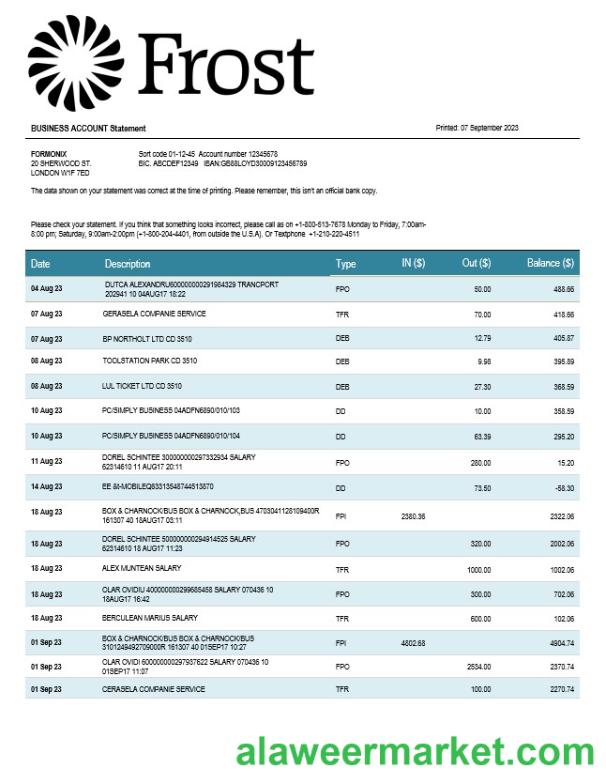 Frost
BUSINESS ACCOUNT Statement Printed: 07 September 2023
FORMONIX Sort code 01-12-45 Account number 12345678
20 SHERWOOD ST. BIC. ABCDEF12349 IBAN:GB88LOYD30009123456789
LONDON W1F 7ED
The data shown on your statement was correct at the time of printing. Please remember, this isn't an official bank copy.
Please check your statement. If you think that something looks incorrect, please call as on +1-800-513-7678 Monday to Friday, 7:00am-
8:00 pm; Saturday, 9:00am-2:00pm (+1-800-204-4401, from outside the U.S.A). Or Textphone +1-210-220-4511
Date Description Type IN ($) Out ($) Balance ($)
04 Aug 23 DUTCA ALEXANDRU600000000291984329 TRANCPORT
202941 10 04AUG17 18:22 FPO 50.00 488.66
07 Aug 23 GERASELA COMPANIE SERVICE TFR 70.00 418.66
07 Aug 23 BP NORTHOLT LTD CD 3510 DEB 12.79 405.87
08 Aug 23 TOOLSTATION PARK CD 3510 DEB 9.98 395.89
08 Aug 23 LUL TICKET LTD CD 3510 DEB 27.30 368.59
10 Aug 23 PC/SIMPLY BUSINESS 04ADFN6890/010/103 DD 10.00 358.59
10 Aug 23 PC/SIMPLY BUSINESS 04ADFN6890/010/104 DD 63.39 295.20
11 Aug 23 DOREL SCHINTEE 300000000297332934 SALARY
62314610 11 AUG17 20:11 FPO 280.00 15.20
14 Aug 23 EE &t-MOBILEQ63313548744513870 DD 73.50 -58.30
18 Aug 23 BOX & CHARNOCK/BUS BOX & CHARNOCK,BUS 4703041128109400R
161307 40 18AUG17 03:11 FPI 2380.36 2322.06
18 Aug 23 DOREL SCHINTEE 500000000294914525 SALARY
62314610 18 AUG17 11:23 FPO 320.00 2002.06
18 Aug 23 ALEX MUNTEAN SALARY TFR 1000.00 1002.06
18 Aug 23 OLAR OVIDIU 400000000299685458 SALARY 070436 10
18AUG17 16:42 FPO 300.00 702.06
18 Aug 23 BERCULEAN MARIUS SALARY TFR 600.00 102.06
01 Sep 23 BOX & CHARNOCK/BUS BOX & CHARNOCK/BUS
3101249492709000R 161307 40 01SEP17 10:27 FPI 4802.68 4904.74
01 Sep 23 OLAR OVIDI 600000000297937622 SALARY 070436 10
01SEP17 11:07 FPO 2534.00 2370.74
01 Sep 23 CERASELA COMPANIE SERVICE TFR 100.00 2270.74
alaweermarket.com